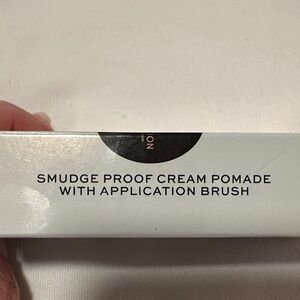 SMUDGE PROOF CREAM POMADE
WITH APPLICATION BRUSH